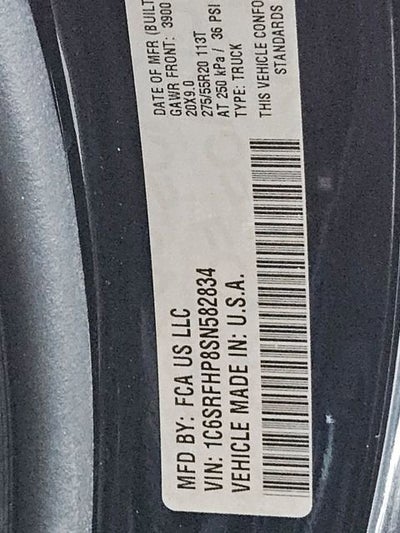 MFD BY: FCA US LLC
VIN: 1C6SRFHP8SN582834
VEHICLE MADE IN: U.S.A.
DATE OF MFR (BUILT
GAWR FRONT: 3900
20X9.0
275/55R20 113T
AT 250 kPa / 36 PSI
TYPE: TRUCK
THIS VEHICLE CONFO
STANDARDS